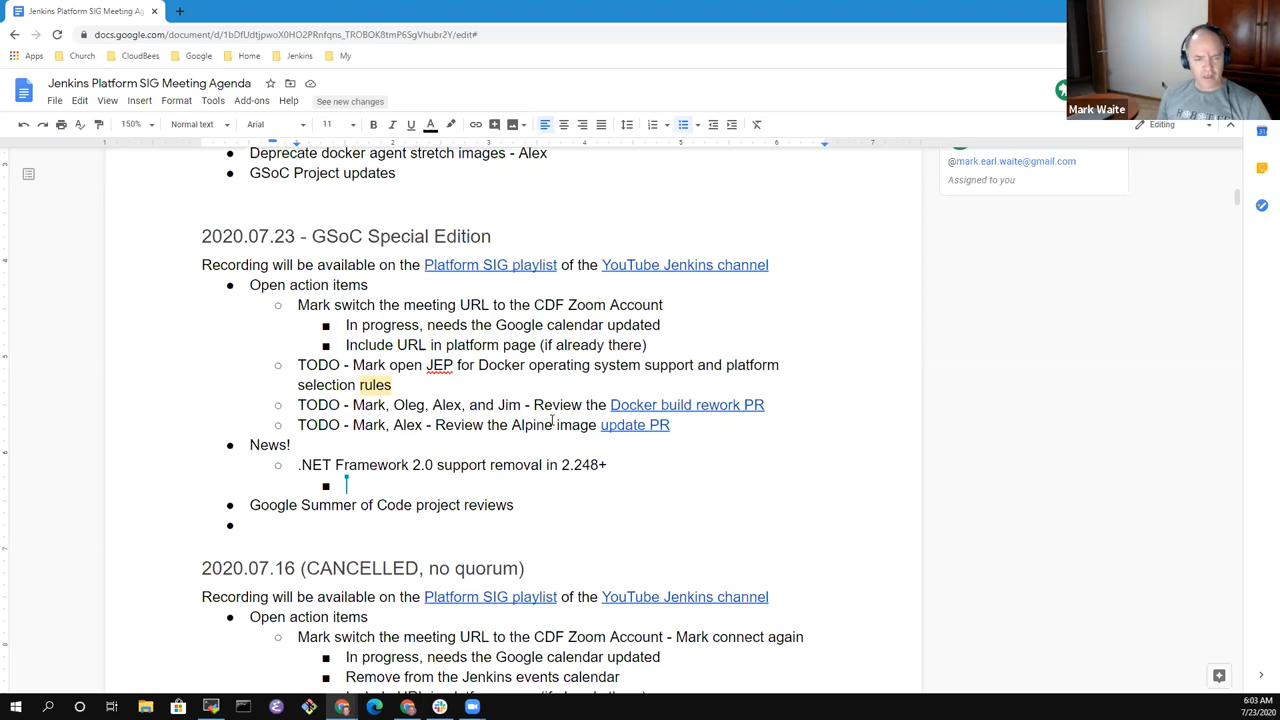 Jenkins Platform SIG Meeting Ag
docs.google.com/document/d/1bDfUdtjpwoX0HO2PRnfqns_TROBOK8tmP6SgVhubr2Y/edit#
Apps Church CloudBees Google Home Jenkins My
Jenkins Platform SIG Meeting Agenda
File Edit View Insert Format Tools Add-ons Help See new changes
150% Normal text Arial 11 Editing
Mark Waite
1 1 2 3 4 5 6 7
Deprecate docker agent stretch images - Alex
GSoC Project updates
@mark.earl.waite@gmail.com
Assigned to you
2020.07.23 - GSoC Special Edition
Recording will be available on the Platform SIG playlist of the YouTube Jenkins channel
Open action items
Mark switch the meeting URL to the CDF Zoom Account
In progress, needs the Google calendar updated
Include URL in platform page (if already there)
TODO - Mark open JEP for Docker operating system support and platform
selection rules
TODO - Mark, Oleg, Alex, and Jim - Review the Docker build rework PR
TODO - Mark, Alex - Review the Alpine image update PR
News!
.NET Framework 2.0 support removal in 2.248+
Google Summer of Code project reviews
2020.07.16 (CANCELLED, no quorum)
Recording will be available on the Platform SIG playlist of the YouTube Jenkins channel
Open action items
Mark switch the meeting URL to the CDF Zoom Account - Mark connect again
In progress, needs the Google calendar updated
Remove from the Jenkins events calendar
6:03 AM
7/23/2020